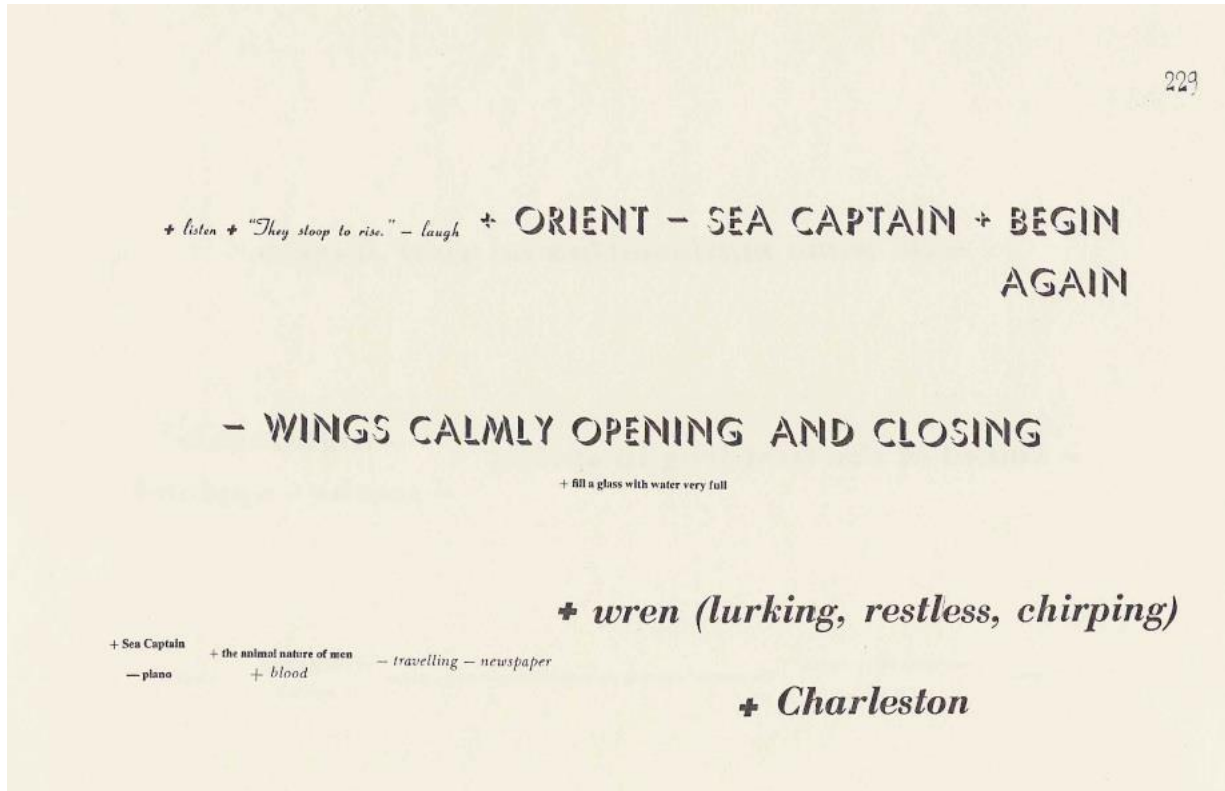 229
+ listen + "They stoop to rise." – laugh + ORIENT – SEA CAPTAIN + BEGIN
AGAIN
– WINGS CALMLY OPENING AND CLOSING
+ fill a glass with water very full
+ wren (lurking, restless, chirping)
+ Sea Captain
+ the animal nature of men
– travelling – newspaper
— piano
+ blood
+ Charleston